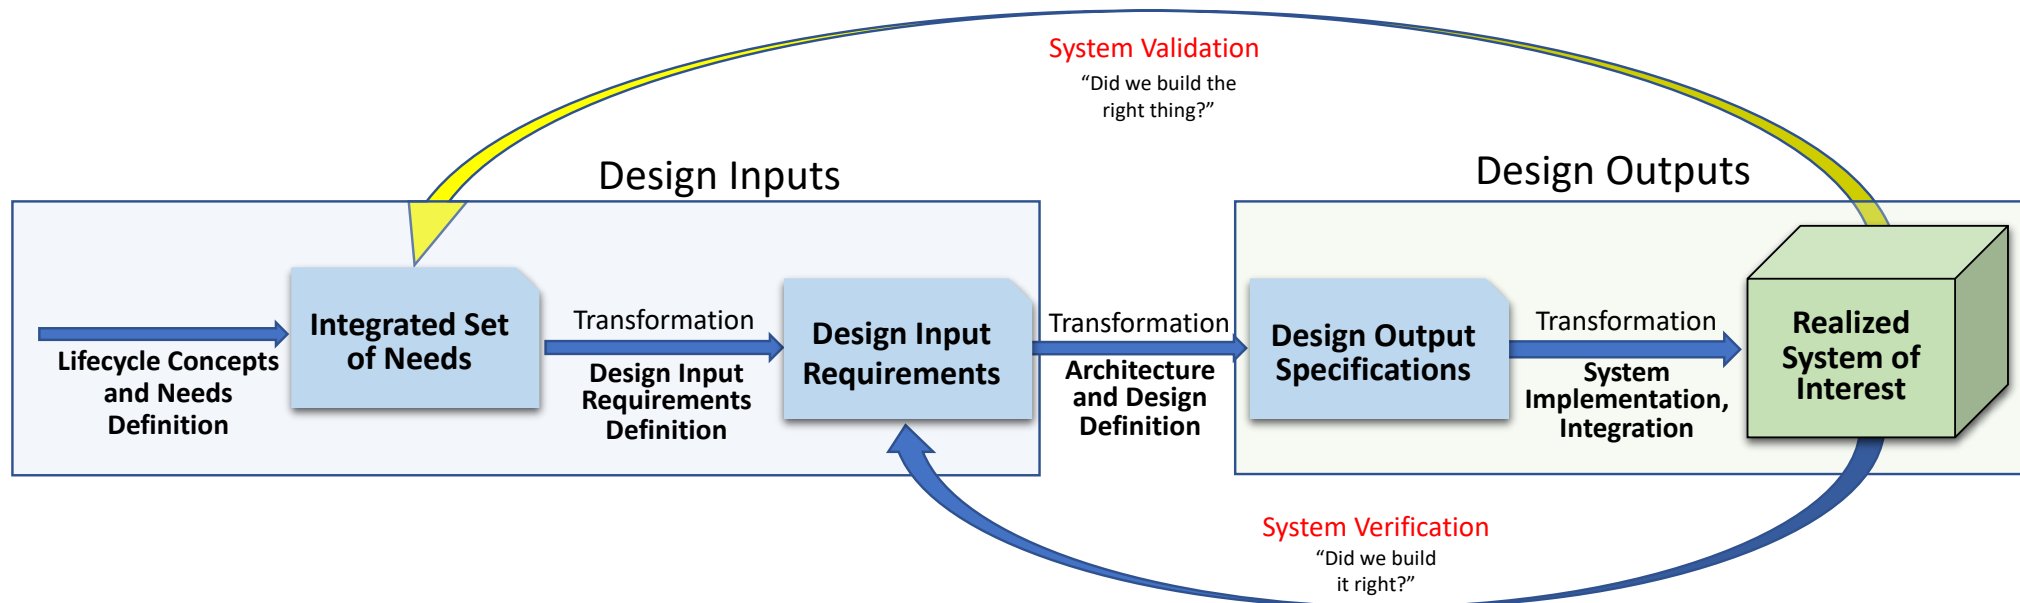 System Validation
“Did we build the
right thing?”
Design Inputs
Design Outputs
Lifecycle Concepts
and Needs
Definition
Integrated Set
of Needs
Transformation
Design Input
Requirements
Definition
Design Input
Requirements
Transformation
Architecture
and Design
Definition
Design Output
Specifications
Transformation
System
Implementation,
Integration
Realized
System of
Interest
System Verification
“Did we build
it right?”